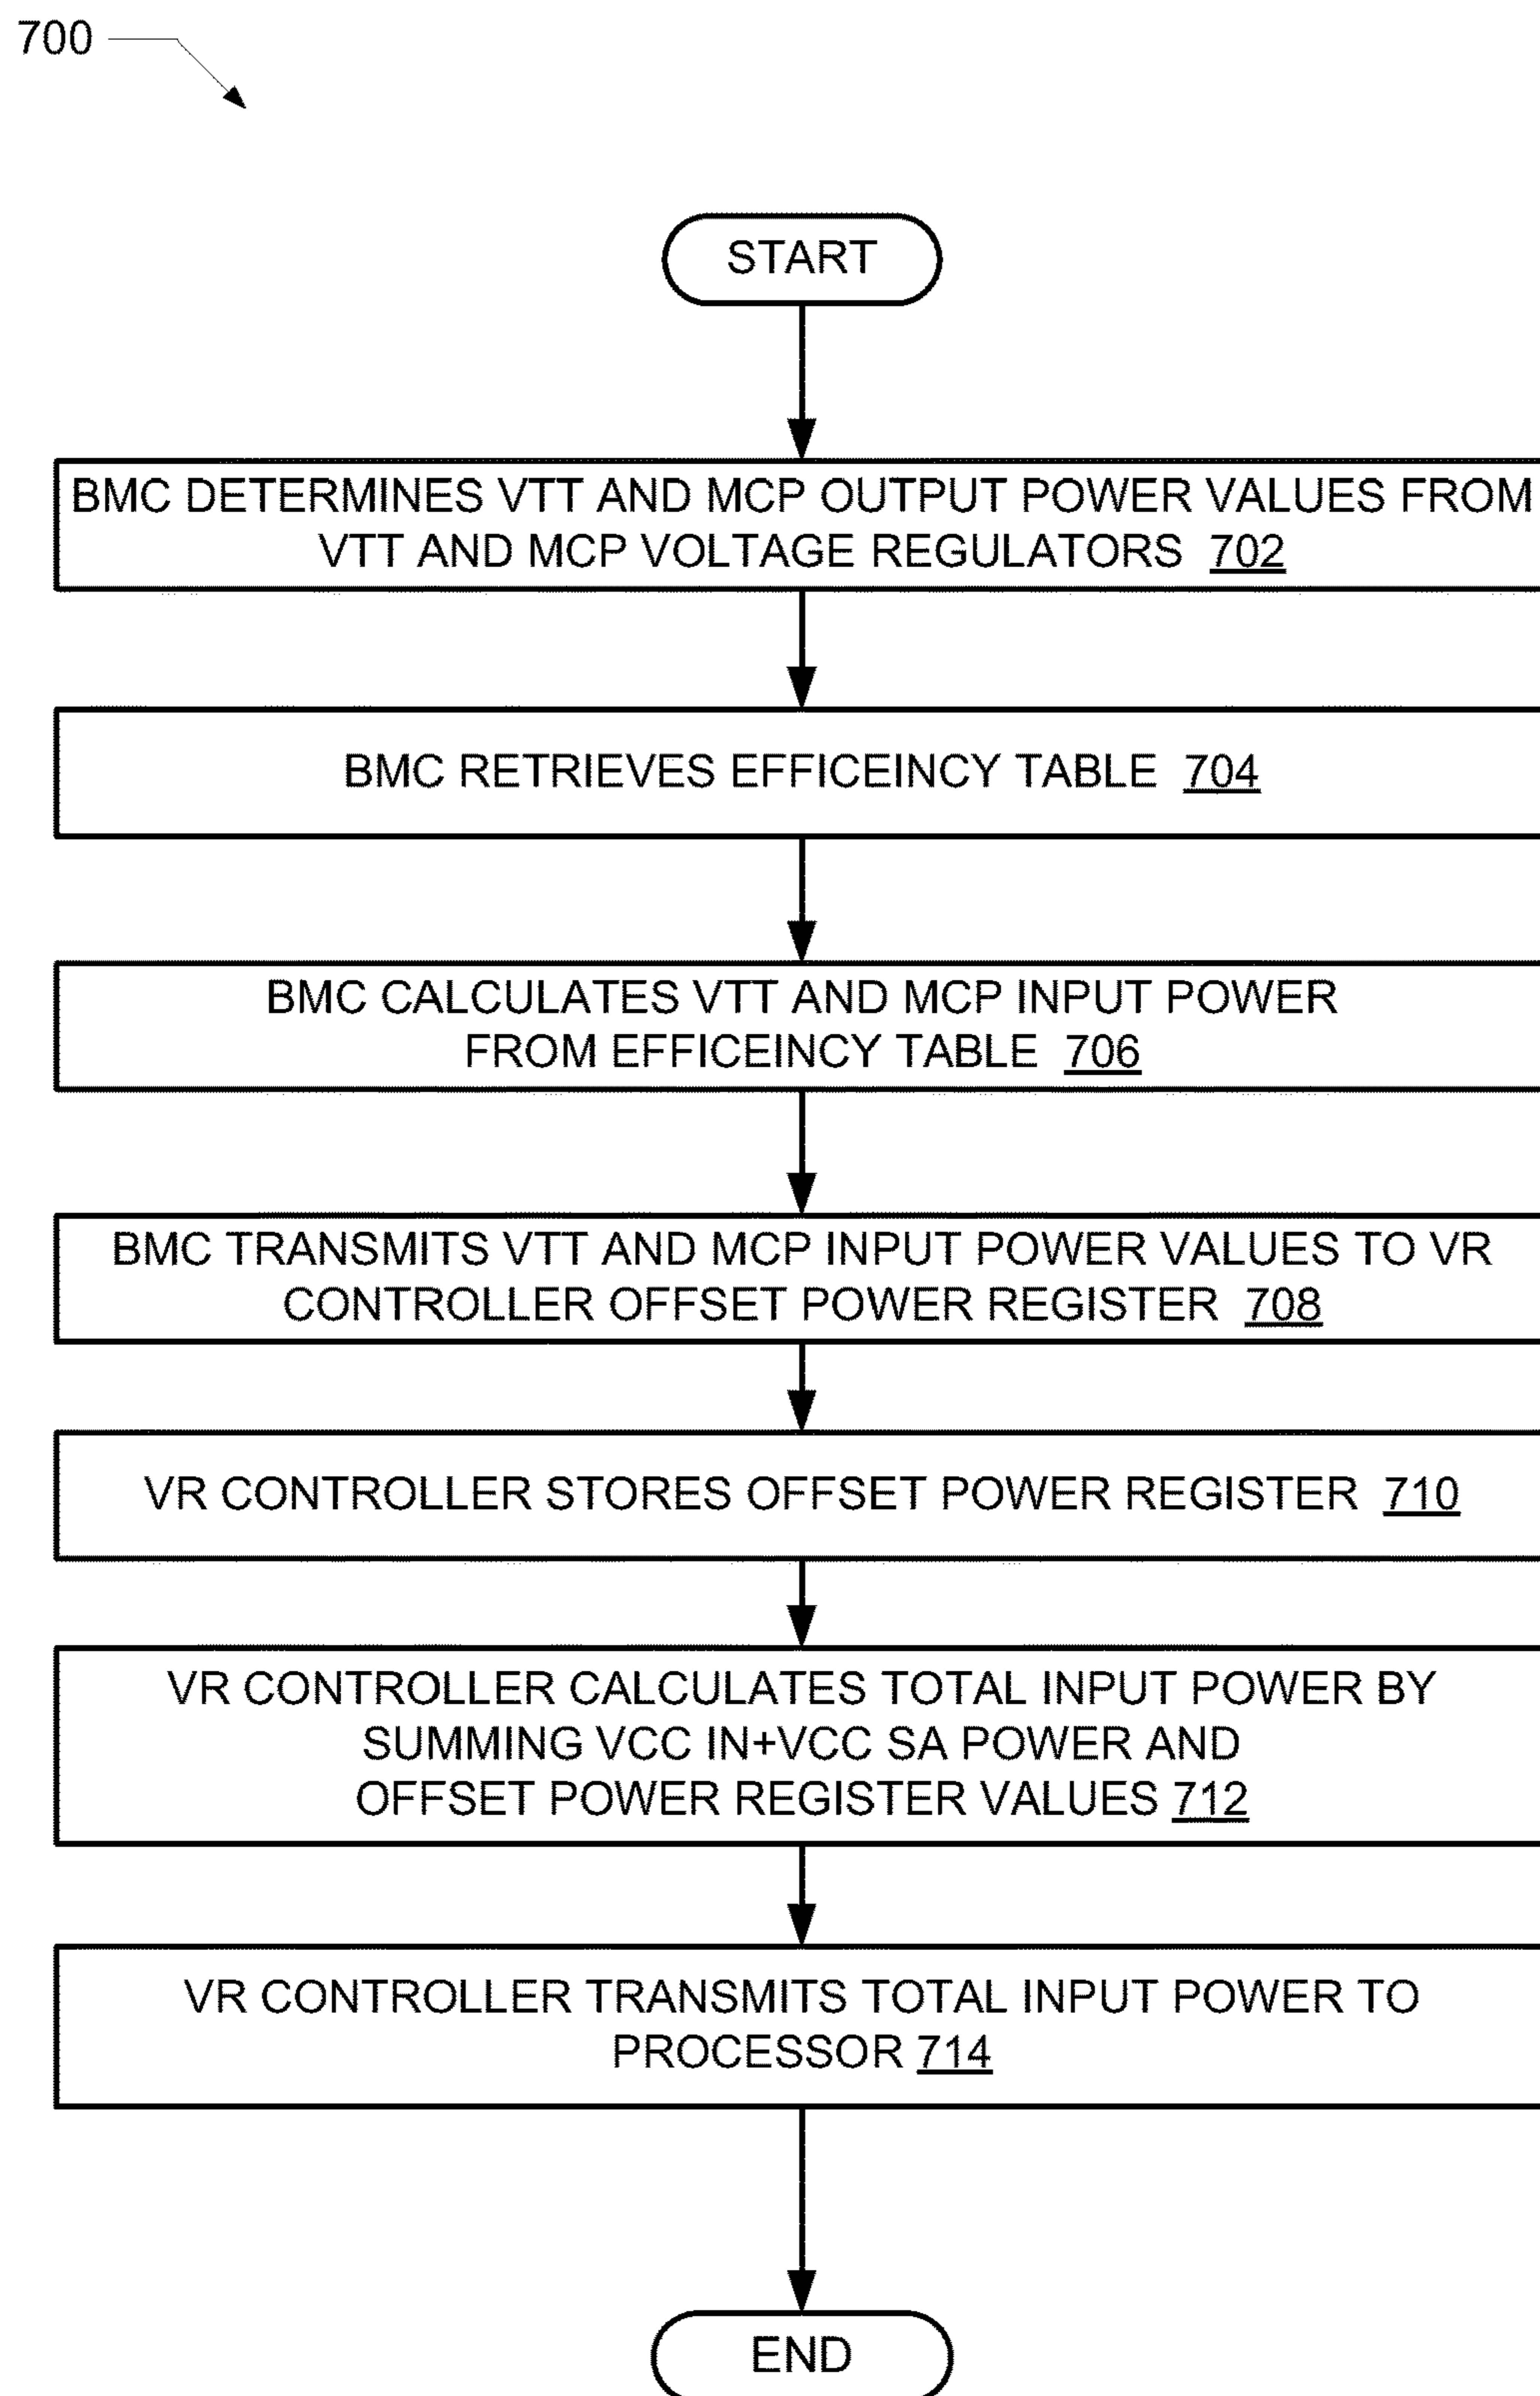 700
START
BMC DETERMINES VTT AND MCP OUTPUT POWER VALUES FROM
VTT AND MCP VOLTAGE REGULATORS 702
BMC RETRIEVES EFFICEINCY TABLE 704
BMC CALCULATES VTT AND MCP INPUT POWER
FROM EFFICEINCY TABLE 706
BMC TRANSMITS VTT AND MCP INPUT POWER VALUES TO VR
CONTROLLER OFFSET POWER REGISTER 708
VR CONTROLLER STORES OFFSET POWER REGISTER 710
VR CONTROLLER CALCULATES TOTAL INPUT POWER BY
SUMMING VCC IN+VCC SA POWER AND
OFFSET POWER REGISTER VALUES 712
VR CONTROLLER TRANSMITS TOTAL INPUT POWER TO
PROCESSOR 714
END